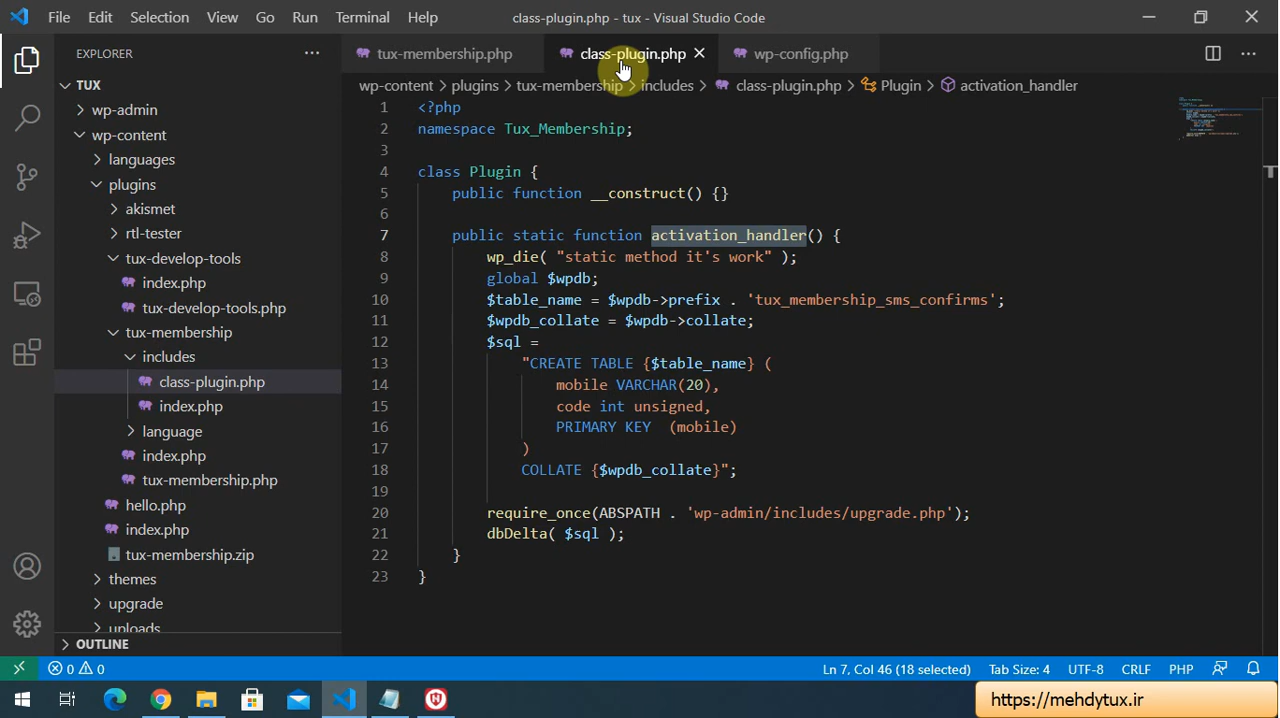 File Edit Selection View Go Run Terminal Help class-plugin.php - tux - Visual Studio Code
EXPLORER
TUX
wp-admin
wp-content
languages
plugins
akismet
rtl-tester
tux-develop-tools
index.php
tux-develop-tools.php
tux-membership
includes
class-plugin.php
index.php
language
index.php
tux-membership.php
hello.php
index.php
tux-membership.zip
themes
upgrade
uploads
OUTLINE
tux-membership.php class-plugin.php wp-config.php
wp-content > plugins > tux-membership > includes > class-plugin.php > Plugin > activation_handler
1 <?php
2 namespace Tux_Membership;
3
4 class Plugin {
5 public function __construct() {}
6
7 public static function activation_handler() {
8 wp_die( "static method it's work" );
9 global $wpdb;
10 $table_name = $wpdb->prefix . 'tux_membership_sms_confirms';
11 $wpdb_collate = $wpdb->collate;
12 $sql =
13 "CREATE TABLE {$table_name} (
14 mobile VARCHAR(20),
15 code int unsigned,
16 PRIMARY KEY  (mobile)
17 )
18 COLLATE {$wpdb_collate}";
19
20 require_once(ABSPATH . 'wp-admin/includes/upgrade.php');
21 dbDelta( $sql );
22 }
23 }
0 0 Ln 7, Col 46 (18 selected) Tab Size: 4 UTF-8 CRLF PHP
https://mehdytux.ir